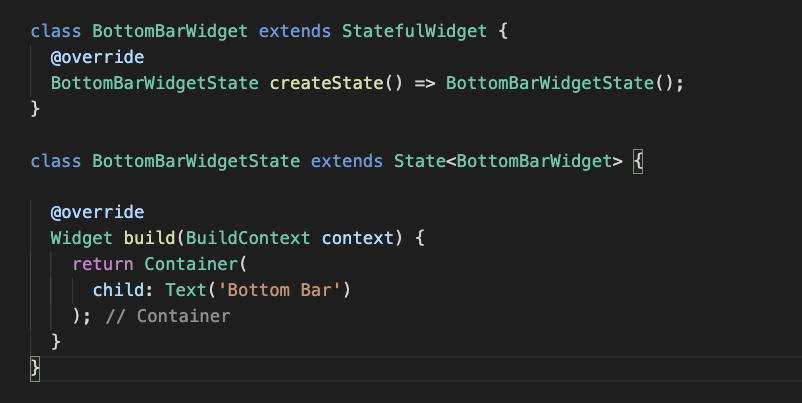 class BottomBarWidget extends StatefulWidget {
  @override
  BottomBarWidgetState createState() => BottomBarWidgetState();
}

class BottomBarWidgetState extends State<BottomBarWidget> {

  @override
  Widget build(BuildContext context) {
    return Container(
      child: Text('Bottom Bar')
    ); // Container
  }
}